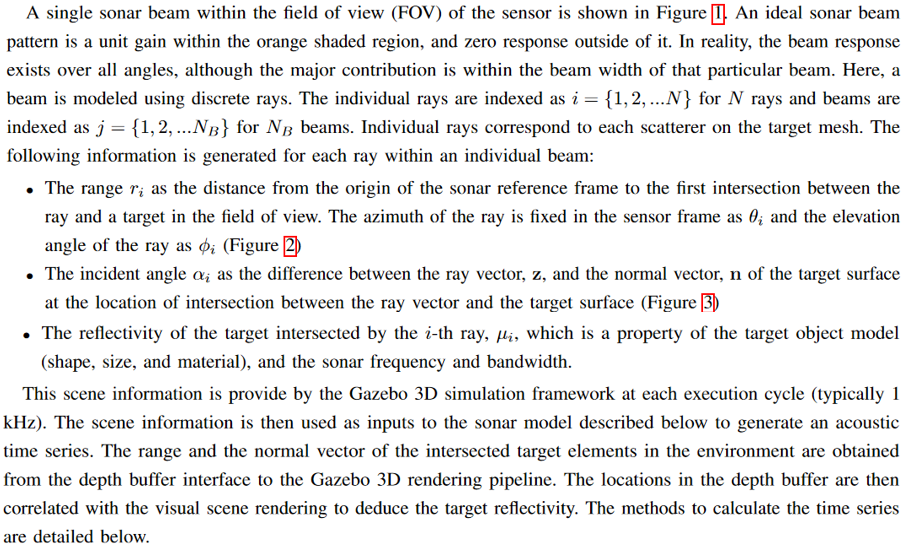 A single sonar beam within the field of view (FOV) of the sensor is shown in Figure 1. An ideal sonar beam
pattern is a unit gain within the orange shaded region, and zero response outside of it. In reality, the beam response
exists over all angles, although the major contribution is within the beam width of that particular beam. Here, a
beam is modeled using discrete rays. The individual rays are indexed as i = {1, 2, ...N} for N rays and beams are
indexed as j = {1, 2, ...N_B} for N_B beams. Individual rays correspond to each scatterer on the target mesh. The
following information is generated for each ray within an individual beam:
• The range r_i as the distance from the origin of the sonar reference frame to the first intersection between the
ray and a target in the field of view. The azimuth of the ray is fixed in the sensor frame as θ_i and the elevation
angle of the ray as ϕ_i (Figure 2)
• The incident angle α_i as the difference between the ray vector, z, and the normal vector, n of the target surface
at the location of intersection between the ray vector and the target surface (Figure 3)
• The reflectivity of the target intersected by the i-th ray, μ_i, which is a property of the target object model
(shape, size, and material), and the sonar frequency and bandwidth.
This scene information is provide by the Gazebo 3D simulation framework at each execution cycle (typically 1
kHz). The scene information is then used as inputs to the sonar model described below to generate an acoustic
time series. The range and the normal vector of the intersected target elements in the environment are obtained
from the depth buffer interface to the Gazebo 3D rendering pipeline. The locations in the depth buffer are then
correlated with the visual scene rendering to deduce the target reflectivity. The methods to calculate the time series
are detailed below.